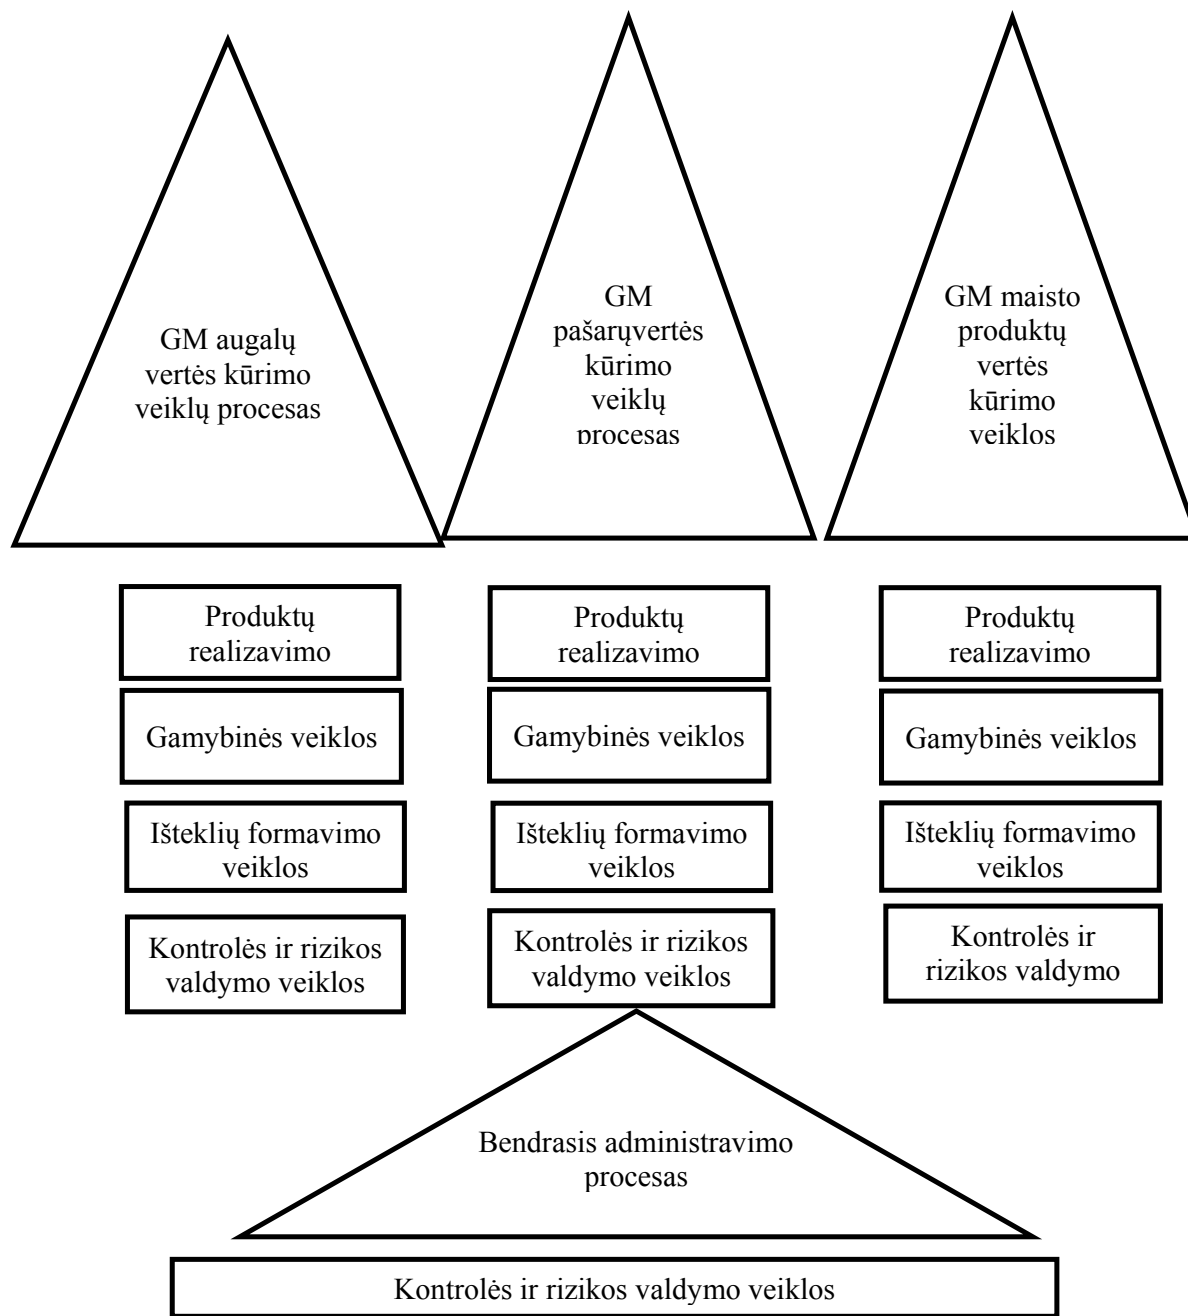 GM augalų
vertės kūrimo
veiklų procesas
GM
pašarųvertės
kūrimo
veiklų
procesas
GM maisto
produktų
vertės
kūrimo
veiklos
Produktų
realizavimo
Produktų
realizavimo
Produktų
realizavimo
Gamybinės veiklos
Gamybinės veiklos
Gamybinės veiklos
Išteklių formavimo
veiklos
Išteklių formavimo
veiklos
Išteklių formavimo
veiklos
Kontrolės ir rizikos
valdymo veiklos
Kontrolės ir rizikos
valdymo veiklos
Kontrolės ir
rizikos valdymo
Bendrasis administravimo
procesas
Kontrolės ir rizikos valdymo veiklos